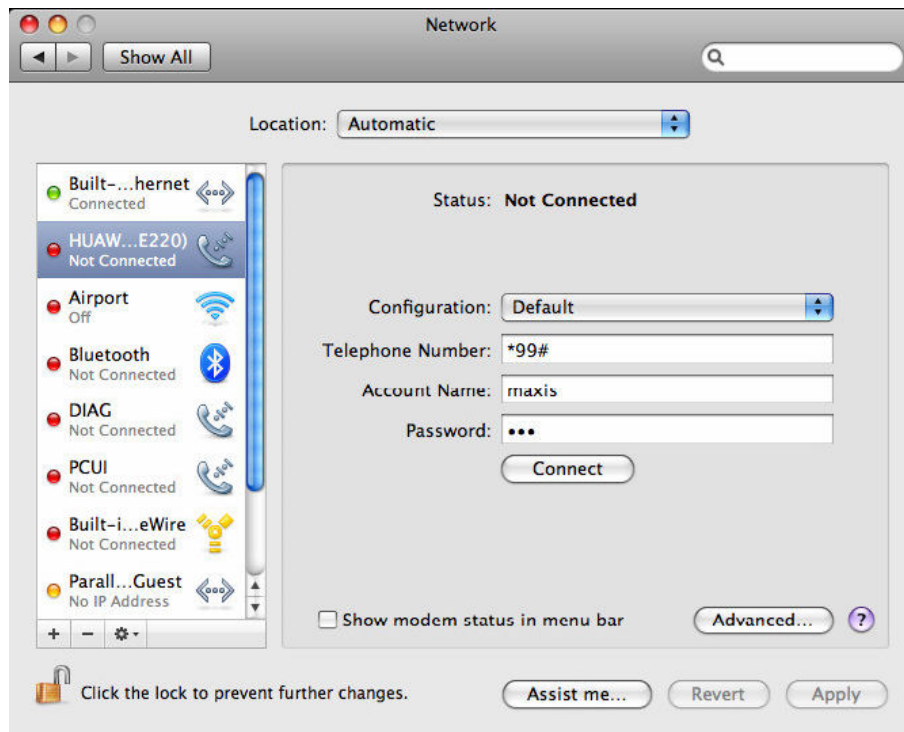 Network
Show All
Location: Automatic
Built-...hernet
Connected
HUAW...E220)
Not Connected
Airport
Off
Bluetooth
Not Connected
DIAG
Not Connected
PCUI
Not Connected
Built-i...eWire
Not Connected
Parall...Guest
No IP Address
Status: Not Connected
Configuration: Default
Telephone Number: *99#
Account Name: maxis
Password: •••
Connect
Show modem status in menu bar
Advanced... ?
Click the lock to prevent further changes.
Assist me... Revert Apply